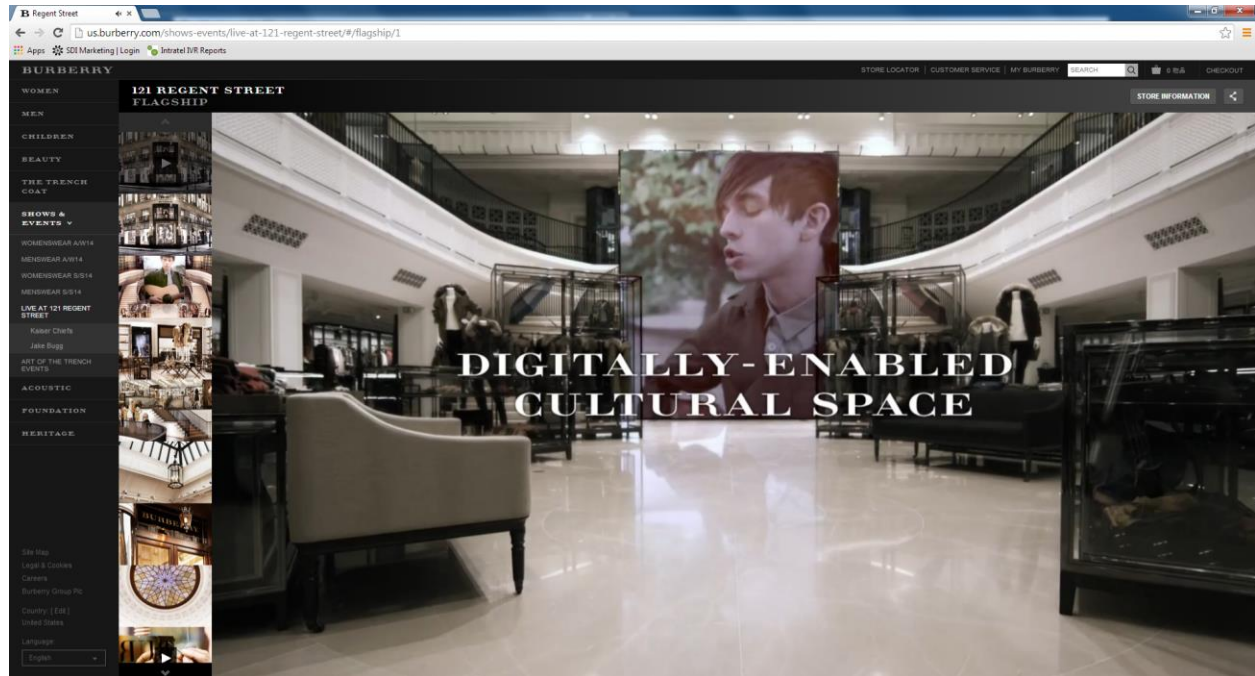 B Regent Street
us.burberry.com/shows-events/live-at-121-regent-street/#/flagship/1
Apps SDI Marketing | Login Intratel IVR Reports
BURBERRY
STORE LOCATOR | CUSTOMER SERVICE | MY BURBERRY SEARCH 0 CHECKOUT
WOMEN
MEN
CHILDREN
BEAUTY
THE TRENCH
COAT
SHOWS &
EVENTS
WOMENSWEAR A/W14
MENSWEAR A/W14
WOMENSWEAR S/S14
MENSWEAR S/S14
LIVE AT 121 REGENT
STREET
Kaiser Chiefs
Jake Bugg
ART OF THE TRENCH
EVENTS
ACOUSTIC
FOUNDATION
HERITAGE
Site Map
Legal & Cookies
Careers
Burberry Group Plc
Country: [ Edit ]
United States
Language:
English
121 REGENT STREET
FLAGSHIP
STORE INFORMATION
BURBERRY
DIGITALLY-ENABLED
CULTURAL SPACE